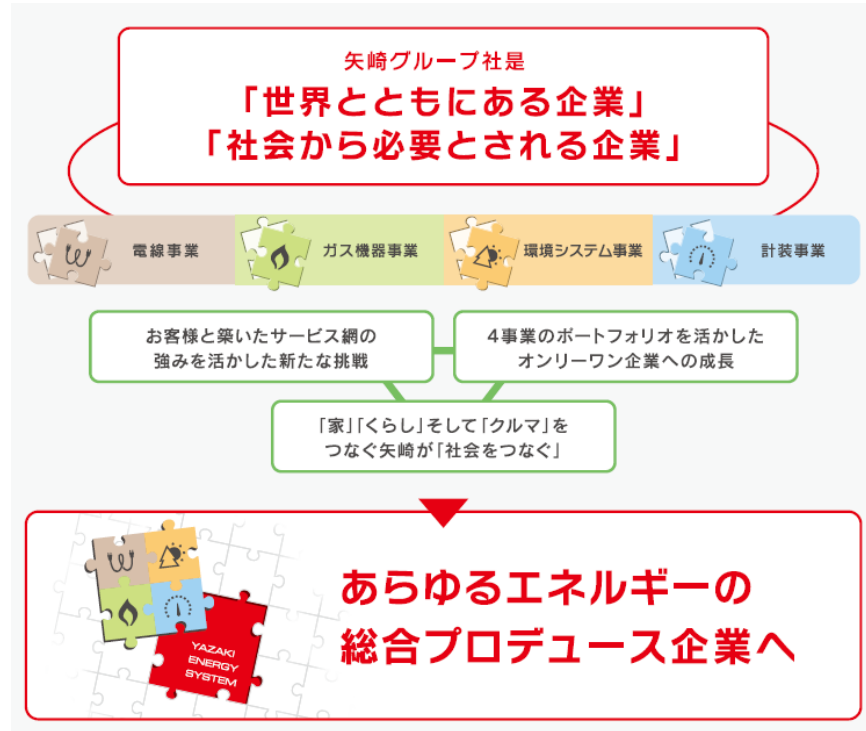 矢崎グループ社是
「世界とともにある企業」
「社会から必要とされる企業」
電線事業
ガス機器事業
環境システム事業
計装事業
お客様と築いたサービス網の
強みを活かした新たな挑戦
4事業のポートフォリオを活かした
オンリーワン企業への成長
「家」「くらし」そして「クルマ」を
つなぐ矢崎が「社会をつなぐ」
YAZAKI
ENERGY
SYSTEM
あらゆるエネルギーの
総合プロデュース企業へ